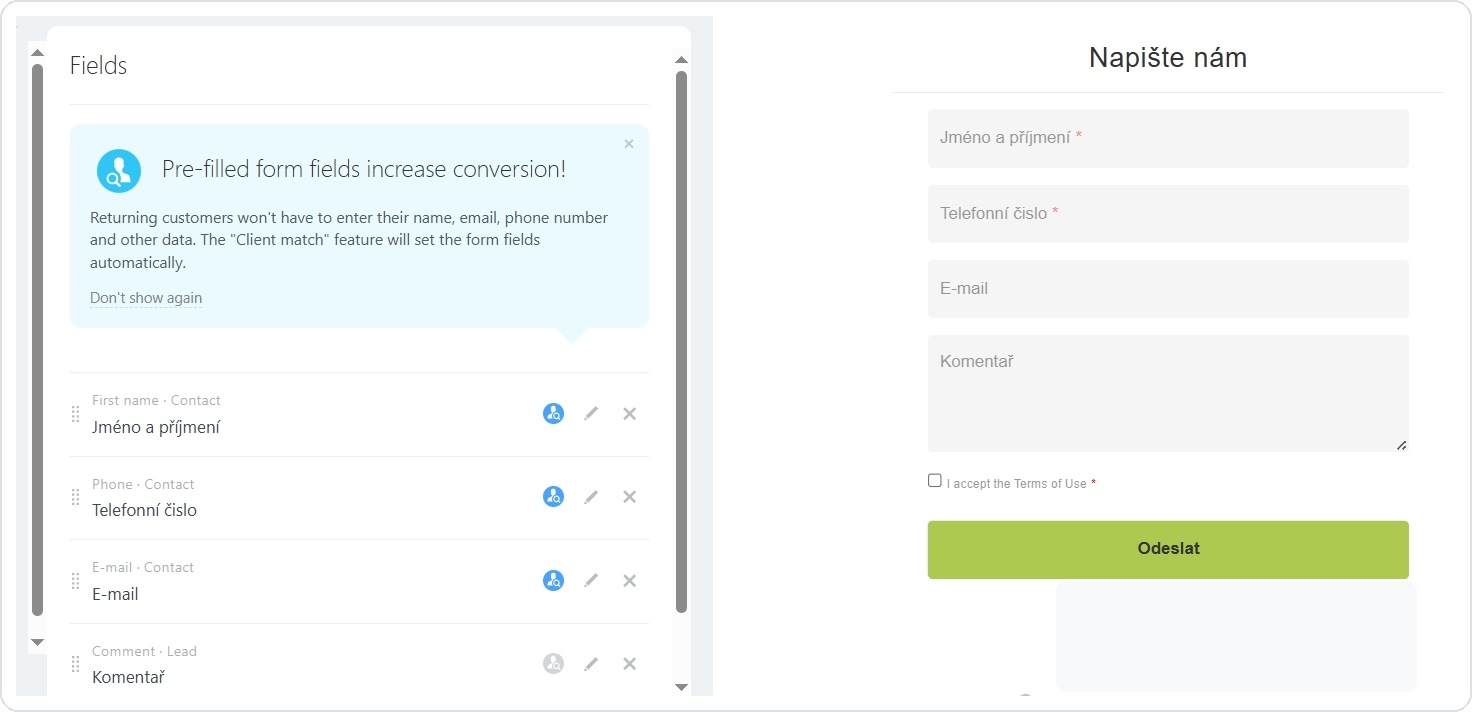 Fields
Pre-filled form fields increase conversion!
Returning customers won't have to enter their name, email, phone number
and other data. The "Client match" feature will set the form fields
automatically.
Don't show again
First name · Contact
Jméno a příjmení
Phone · Contact
Telefonní čislo
E-mail · Contact
E-mail
Comment · Lead
Komentař
Napište nám
Jméno a příjmení *
Telefonní čislo *
E-mail
Komentař
I accept the Terms of Use *
Odeslat